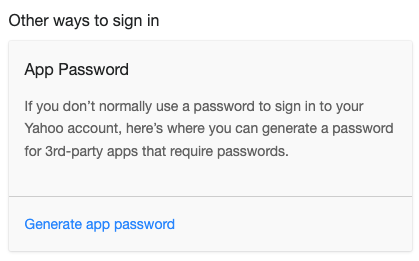 Other ways to sign in
App Password
If you don’t normally use a password to sign in to your
Yahoo account, here’s where you can generate a password
for 3rd-party apps that require passwords.
Generate app password